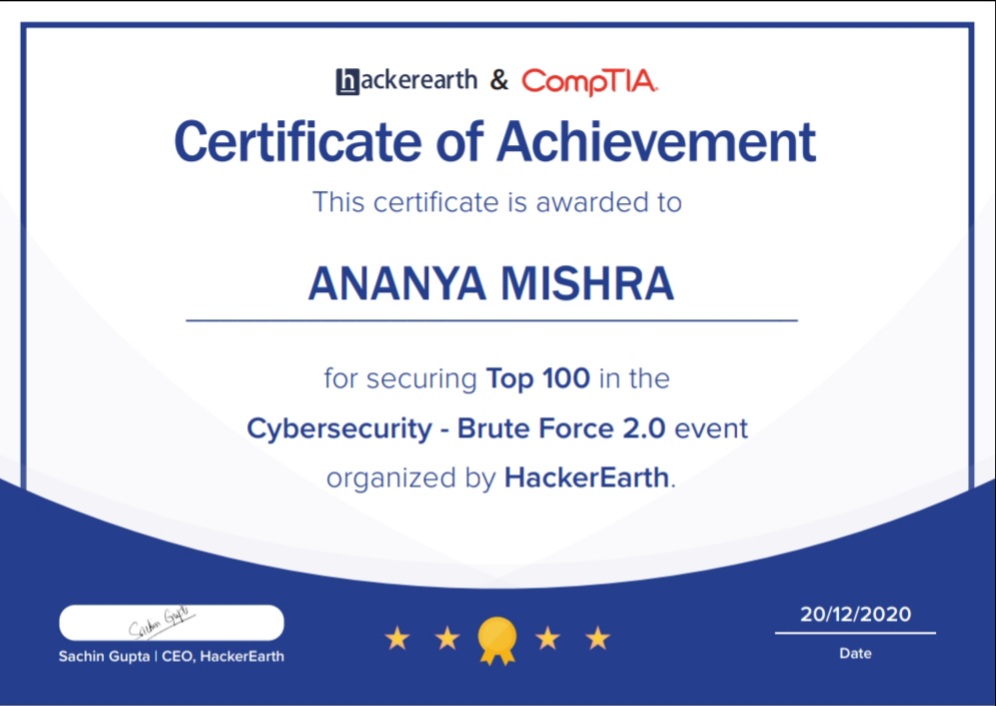 hackerearth & CompTIA.
Certificate of Achievement
This certificate is awarded to
ANANYA MISHRA
for securing Top 100 in the
Cybersecurity - Brute Force 2.0 event
organized by HackerEarth.
Sachin Gupta
Sachin Gupta | CEO, HackerEarth
20/12/2020
Date